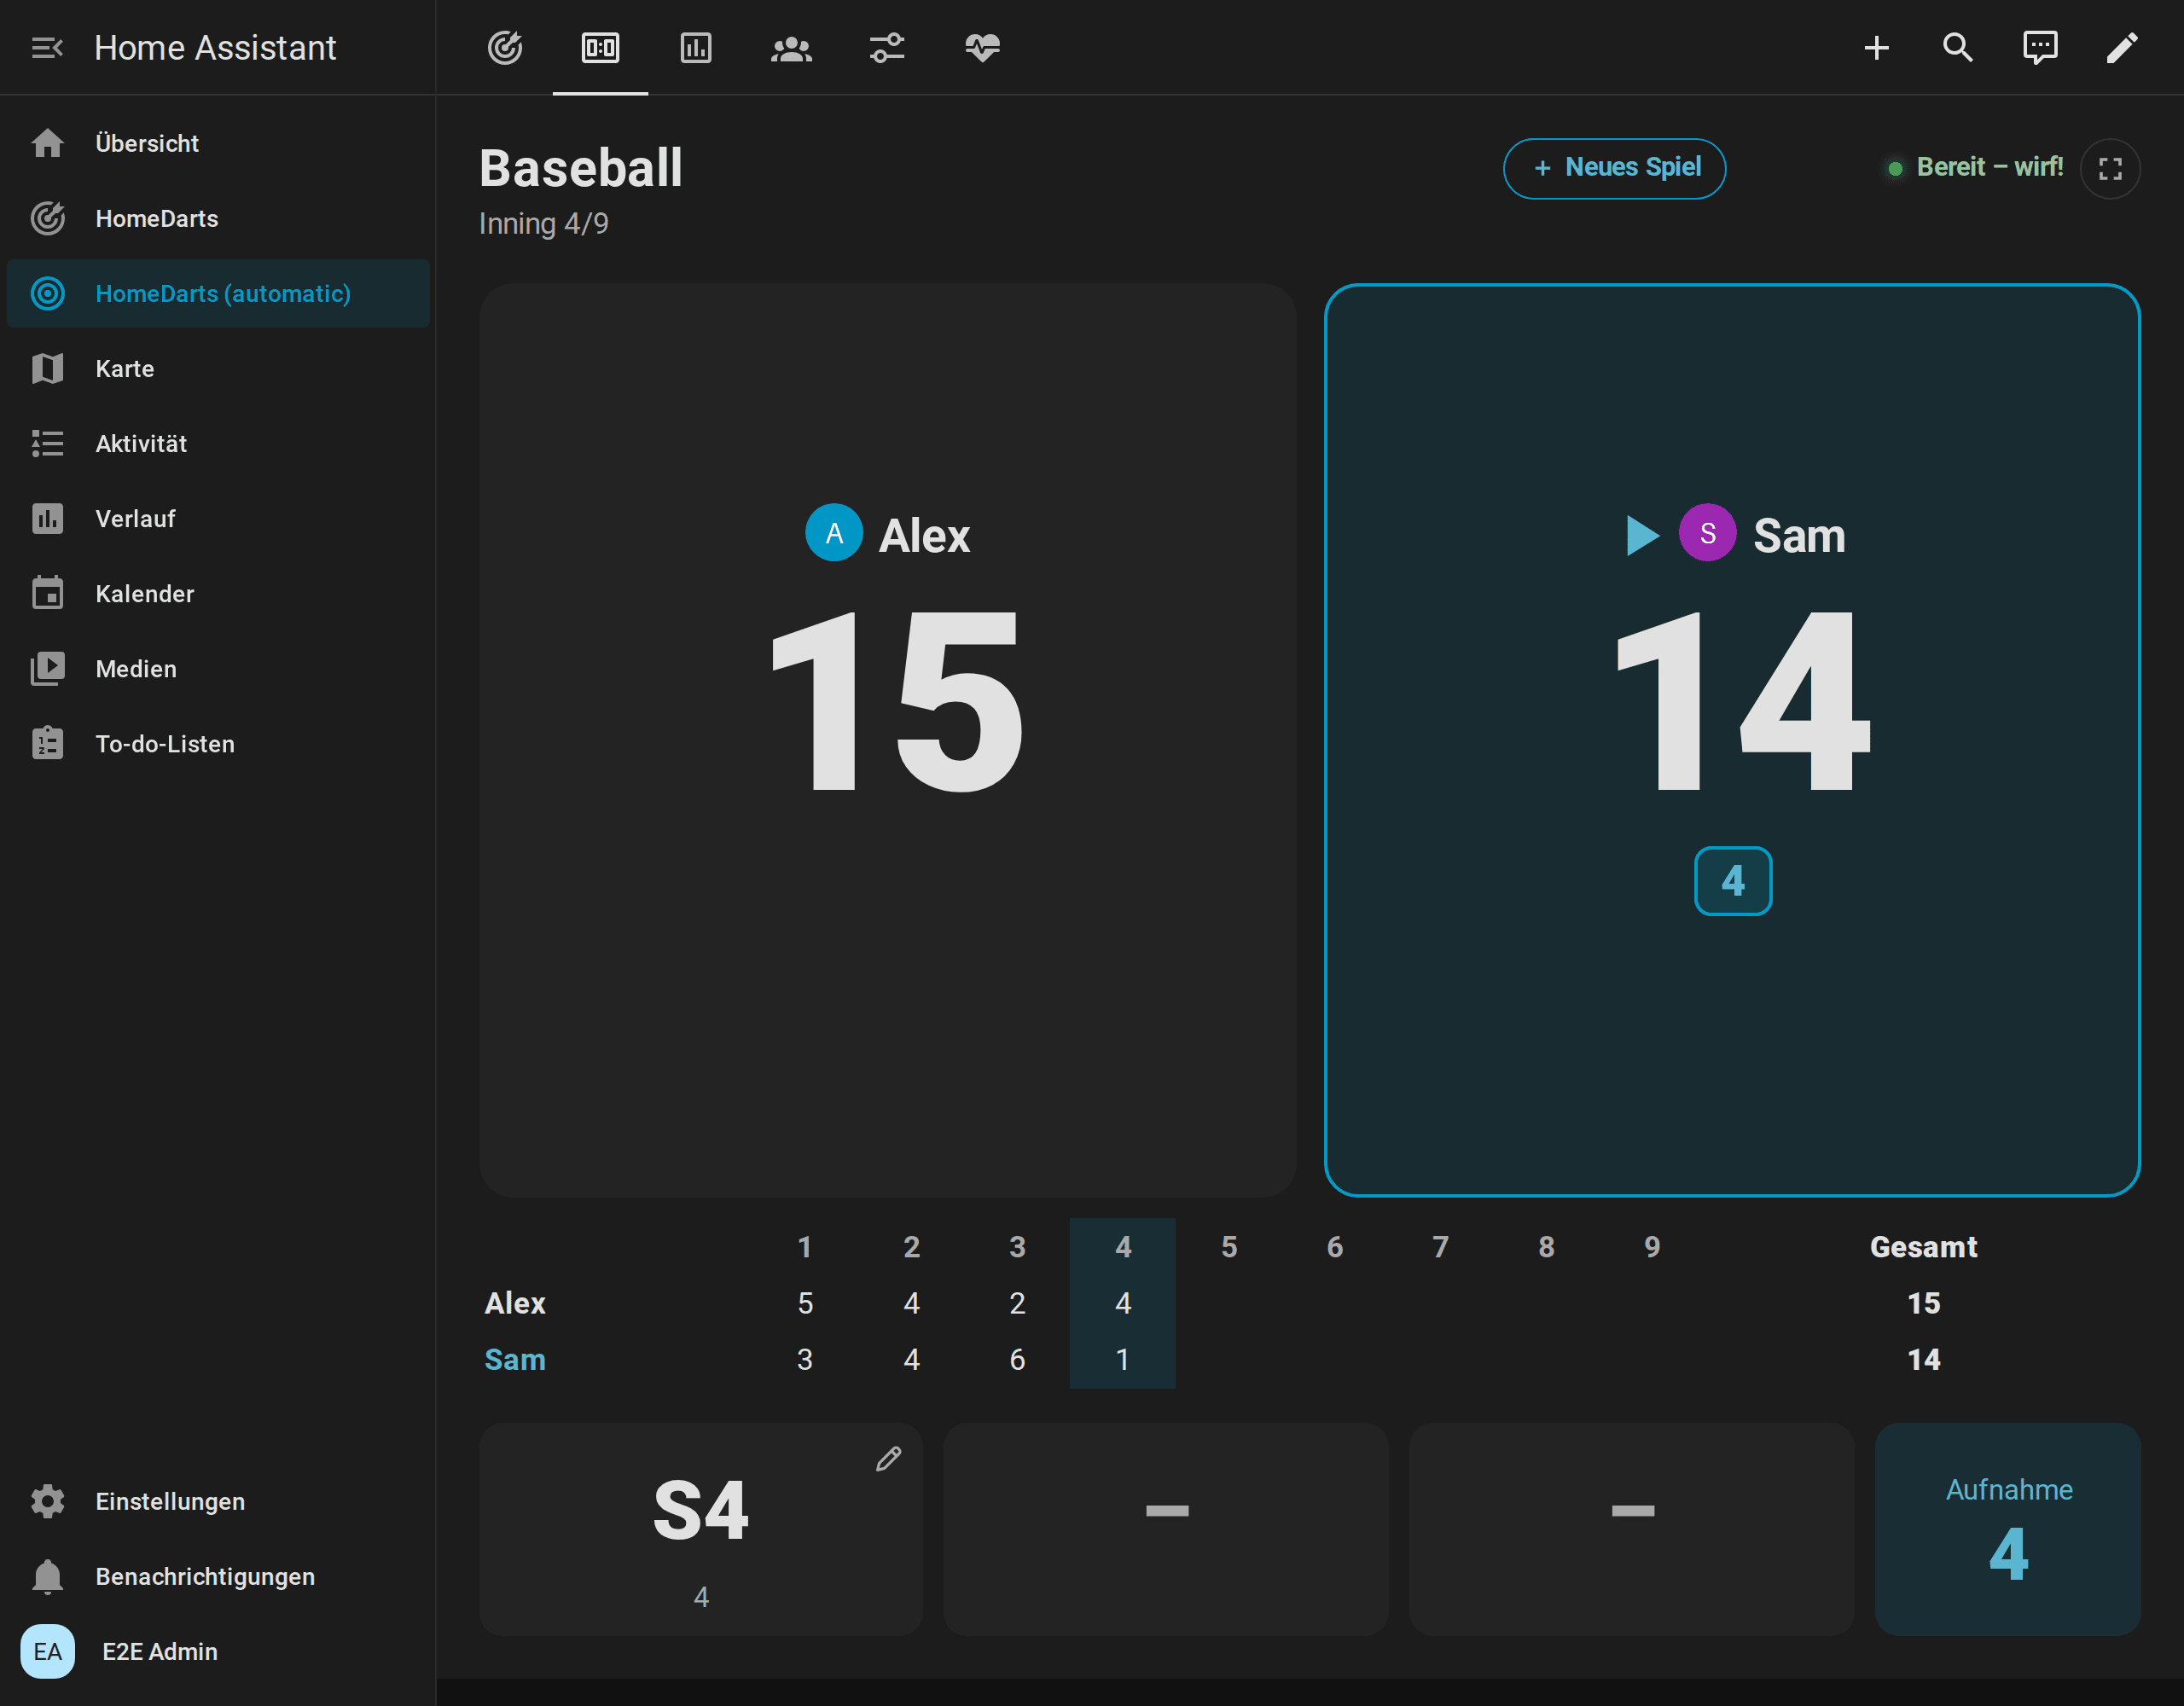 Home Assistant
Übersicht
HomeDarts
HomeDarts (automatic)
Karte
Aktivität
Verlauf
Kalender
Medien
To-do-Listen
Einstellungen
Benachrichtigungen
EA E2E Admin
Baseball
Inning 4/9
+ Neues Spiel
Bereit – wirf!
A Alex
15
S Sam
14
4
1 2 3 4 5 6 7 8 9 Gesamt
Alex 5 4 2 4 15
Sam 3 4 6 1 14
S4
4
–
–
Aufnahme
4